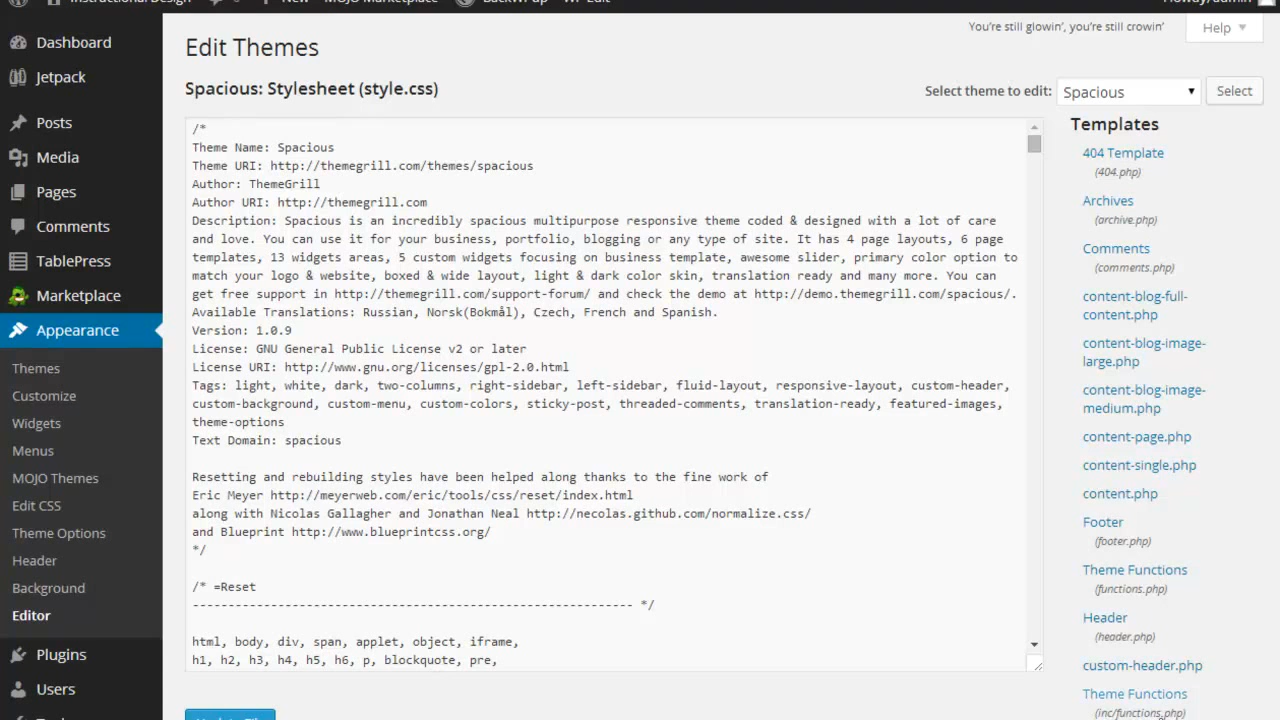 Instructional Design
New
MOJO Marketplace
BackWPup
WP Edit
Howdy, admin
Dashboard
Jetpack
Posts
Media
Pages
Comments
TablePress
Marketplace
Appearance
Themes
Customize
Widgets
Menus
MOJO Themes
Edit CSS
Theme Options
Header
Background
Editor
Plugins
Users
You're still glowin', you're still crowin'
Help
Edit Themes
Spacious: Stylesheet (style.css)
Select theme to edit:
Spacious
Select
/*
Theme Name: Spacious
Theme URI: http://themegrill.com/themes/spacious
Author: ThemeGrill
Author URI: http://themegrill.com
Description: Spacious is an incredibly spacious multipurpose responsive theme coded & designed with a lot of care
and love. You can use it for your business, portfolio, blogging or any type of site. It has 4 page layouts, 6 page
templates, 13 widgets areas, 5 custom widgets focusing on business template, awesome slider, primary color option to
match your logo & website, boxed & wide layout, light & dark color skin, translation ready and many more. You can
get free support in http://themegrill.com/support-forum/ and check the demo at http://demo.themegrill.com/spacious/.
Available Translations: Russian, Norsk(Bokmål), Czech, French and Spanish.
Version: 1.0.9
License: GNU General Public License v2 or later
License URI: http://www.gnu.org/licenses/gpl-2.0.html
Tags: light, white, dark, two-columns, right-sidebar, left-sidebar, fluid-layout, responsive-layout, custom-header,
custom-background, custom-menu, custom-colors, sticky-post, threaded-comments, translation-ready, featured-images,
theme-options
Text Domain: spacious
Resetting and rebuilding styles have been helped along thanks to the fine work of
Eric Meyer http://meyerweb.com/eric/tools/css/reset/index.html
along with Nicolas Gallagher and Jonathan Neal http://necolas.github.com/normalize.css/
and Blueprint http://www.blueprintcss.org/
*/
/* =Reset
-------------------------------------------------------------- */
html, body, div, span, applet, object, iframe,
h1, h2, h3, h4, h5, h6, p, blockquote, pre,
Templates
404 Template
(404.php)
Archives
(archive.php)
Comments
(comments.php)
content-blog-full-
content.php
content-blog-image-
large.php
content-blog-image-
medium.php
content-page.php
content-single.php
content.php
Footer
(footer.php)
Theme Functions
(functions.php)
Header
(header.php)
custom-header.php
Theme Functions
(inc/functions.php)